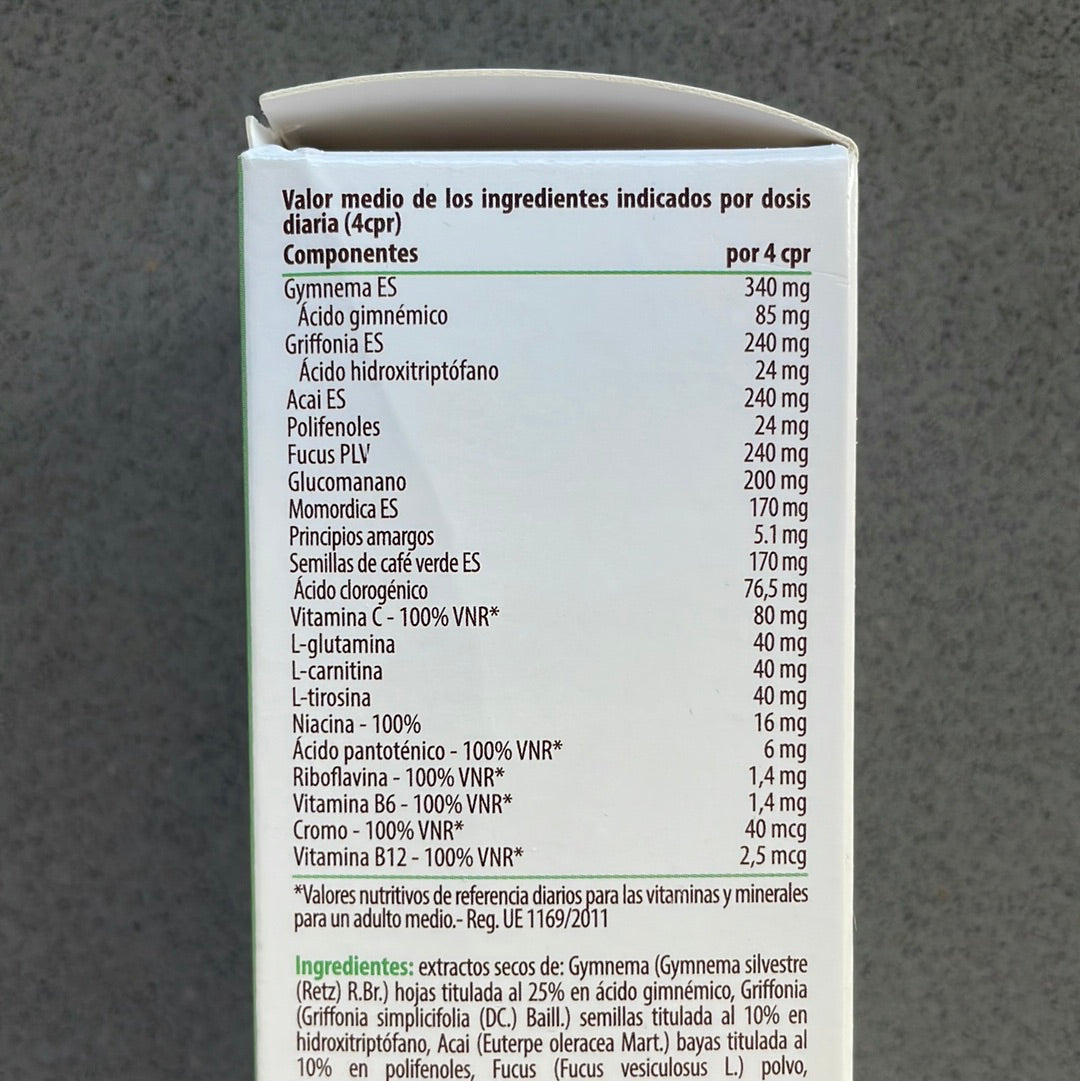 Valor medio de los ingredientes indicados por dosis
diaria (4cpr)
Componentes por 4 cpr
Gymnema ES 340 mg
Ácido gimnémico 85 mg
Griffonia ES 240 mg
Ácido hidroxitriptófano 24 mg
Acai ES 240 mg
Polifenoles 24 mg
Fucus PLV 240 mg
Glucomanano 200 mg
Momordica ES 170 mg
Principios amargos 5.1 mg
Semillas de café verde ES 170 mg
Ácido clorogénico 76,5 mg
Vitamina C - 100% VNR* 80 mg
L-glutamina 40 mg
L-carnitina 40 mg
L-tirosina 40 mg
Niacina - 100% 16 mg
Ácido pantoténico - 100% VNR* 6 mg
Riboflavina - 100% VNR* 1,4 mg
Vitamina B6 - 100% VNR* 1,4 mg
Cromo - 100% VNR* 40 mcg
Vitamina B12 - 100% VNR* 2,5 mcg
*Valores nutritivos de referencia diarios para las vitaminas y minerales
para un adulto medio.- Reg. UE 1169/2011
Ingredientes: extractos secos de: Gymnema (Gymnema silvestre
(Retz) R.Br.) hojas titulada al 25% en ácido gimnémico, Griffonia
(Griffonia simplicifolia (DC.) Baill.) semillas titulada al 10% en
hidroxitriptófano, Acai (Euterpe oleracea Mart.) bayas titulada al
10% en polifenoles, Fucus (Fucus vesiculosus L.) polvo,